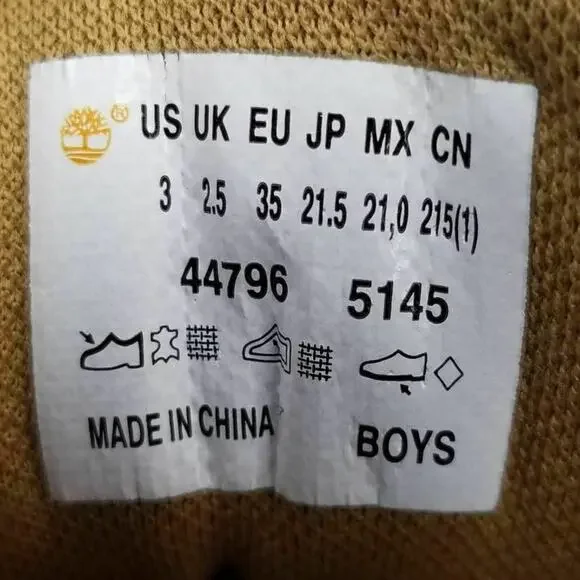 ® US UK EU JP MX CN
3 2.5 35 21.5 21,0 215(1)
44796 5145
MADE IN CHINA BOYS